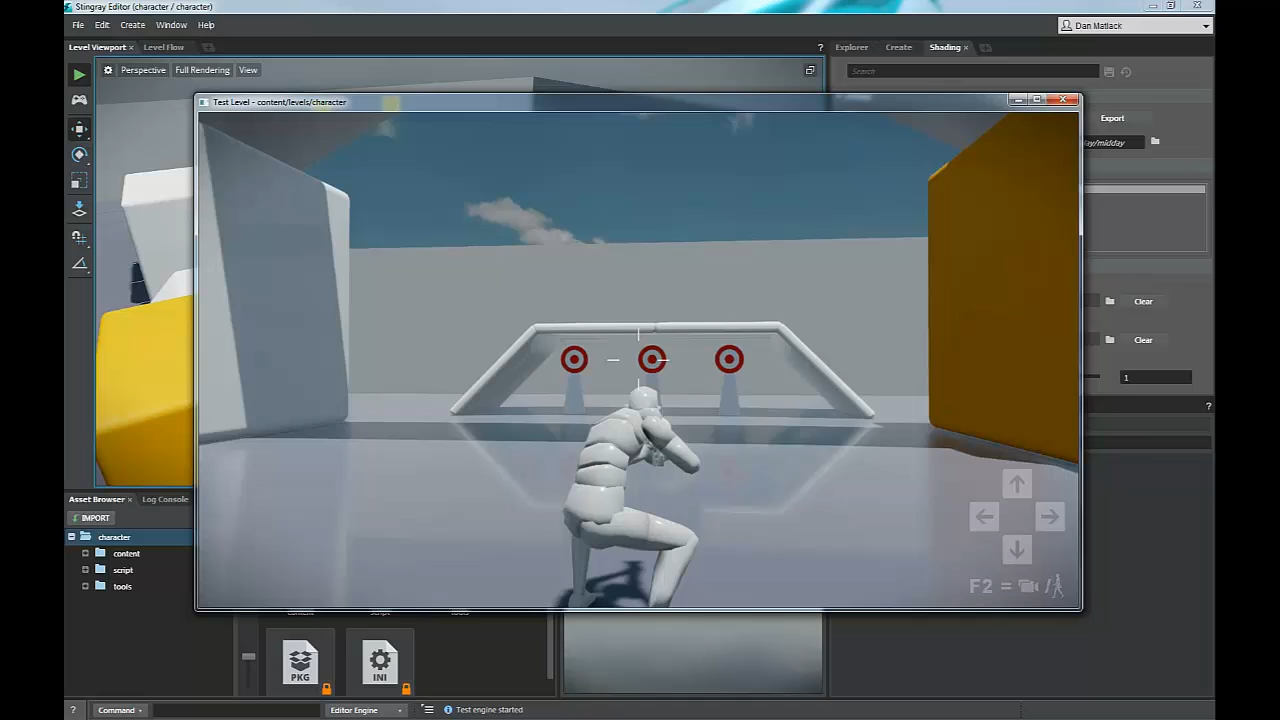 Stingray Editor (character / character)
File Edit Create Window Help
Dan Matlack
Level Viewport Level Flow
?
Explorer Create Shading
Perspective Full Rendering View
Search
Test Level - content/levels/character
Export
ay/midday
Clear
Clear
1
?
F2 = /
Asset Browser Log Console
IMPORT
character
content
script
tools
PKG INI
? Command Editor Engine Test engine started